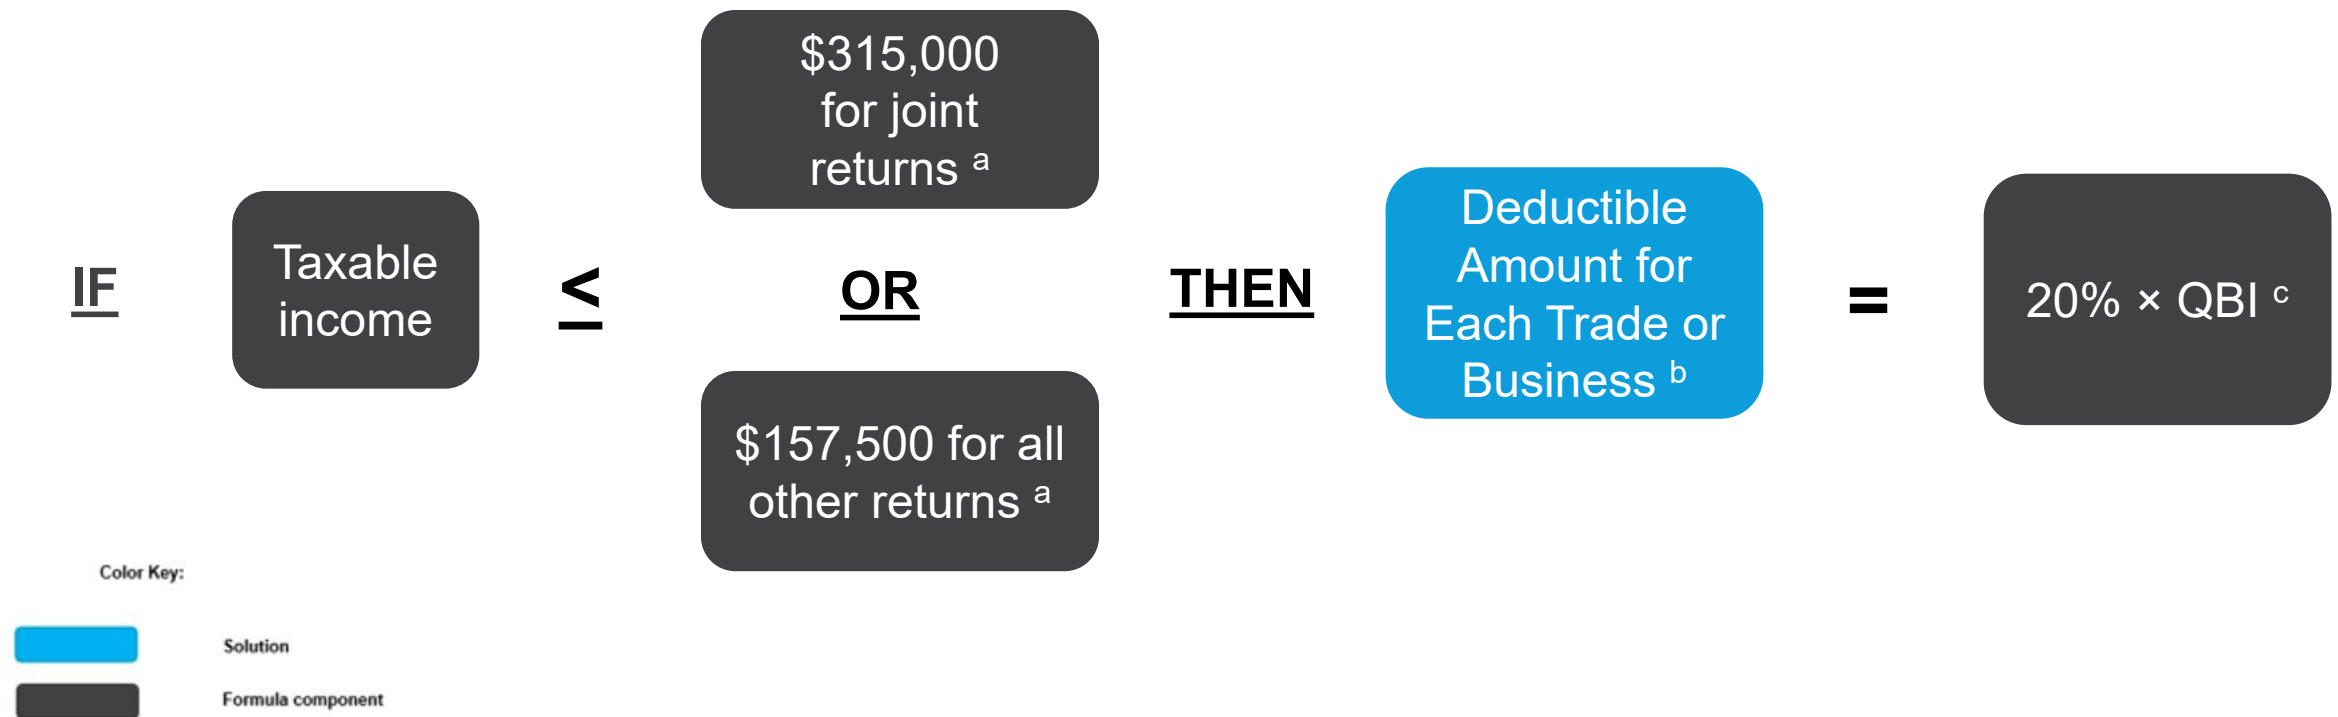 IF
Taxable
income
≤
$315,000
for joint
returns ª
OR
$157,500 for all
other returns ª
THEN
Deductible
Amount for
Each Trade or
Business ᵇ
=
20% × QBI ᶜ
Color Key:
Solution
Formula component